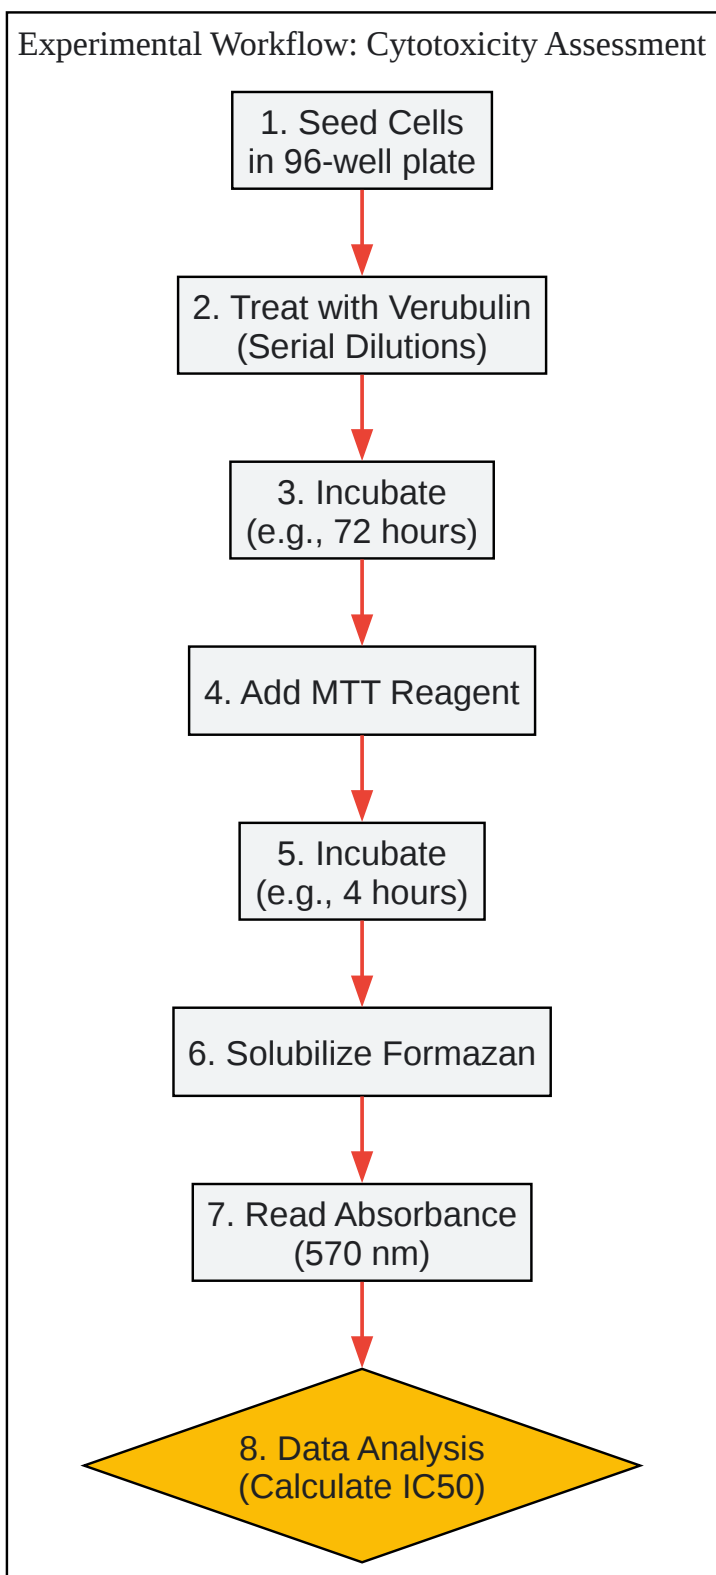 Experimental Workflow: Cytotoxicity Assessment
1. Seed Cells
in 96-well plate
2. Treat with Verubulin
(Serial Dilutions)
3. Incubate
(e.g., 72 hours)
4. Add MTT Reagent
5. Incubate
(e.g., 4 hours)
6. Solubilize Formazan
7. Read Absorbance
(570 nm)
8. Data Analysis
(Calculate IC50)